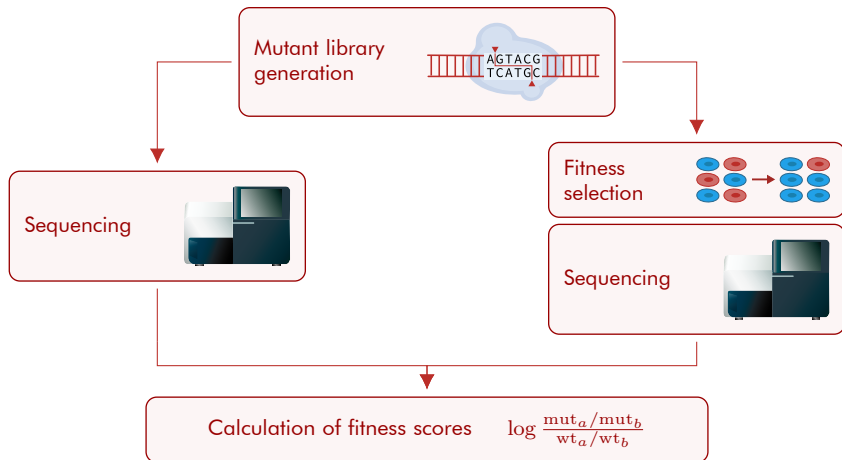 Mutant library
generation
AGTACG
TCATGC
Fitness
selection
Sequencing
Sequencing
Calculation of fitness scores log mut_a/mut_b
wt_a/wt_b